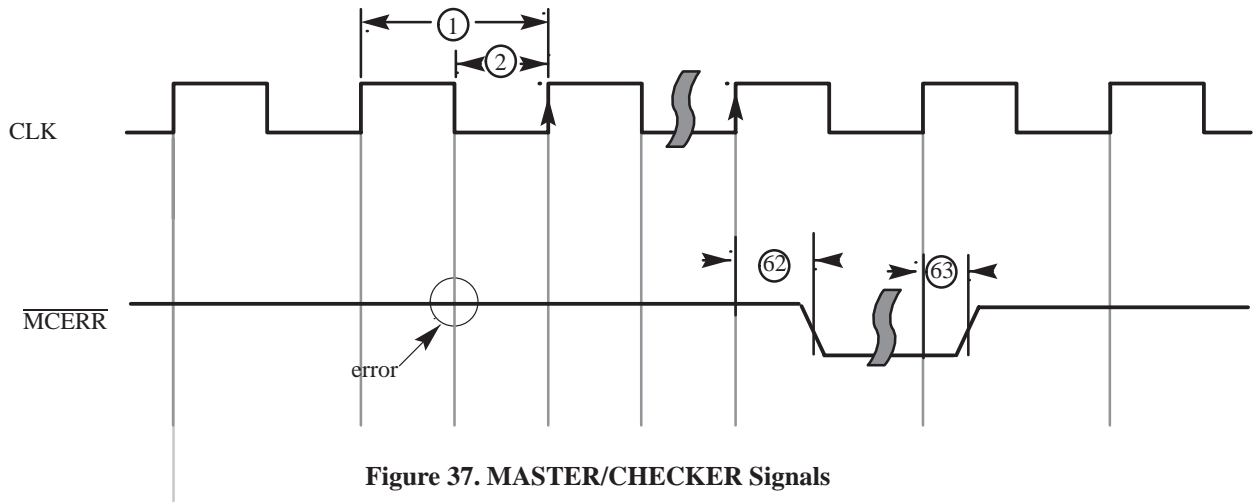 1
2
CLK
62
63
MCERR
error
Figure 37. MASTER/CHECKER Signals